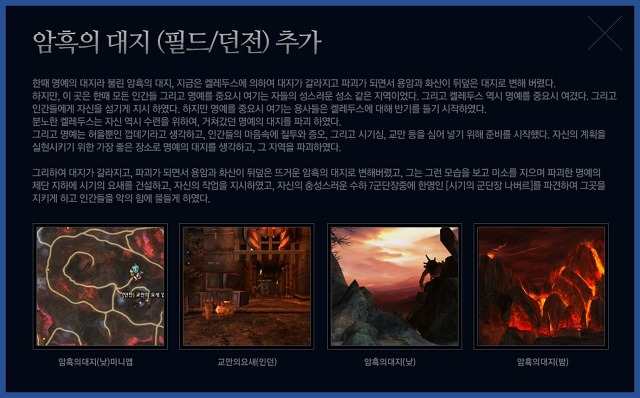 암흑의 대지 (필드/던전) 추가
한때 명예의 대지라 불린 암흑의 대지, 지금은 켈레두스에 의하여 대지가 갈라지고 파괴가 되면서 용암과 화산이 뒤덮은 대지로 변해 버렸다.
하지만, 이 곳은 한때 모든 인간들 그리고 명예를 중요시 여기는 자들의 성스러운 성소 같은 지역이었다. 그리고 켈레두스 역시 명예를 중요시 여겼다. 그리고
인간들에게 자신을 섬기게 지시 하였다. 하지만 명예를 중요시 여기는 용사들은 켈레두스에 대해 반기를 들기 시작하였다.
분노한 켈레두스는 자신 역시 수련을 위하여, 거쳐갔던 명예의 대지를 파괴 하였다.
그리고 명예는 허울뿐인 껍데기라고 생각하고, 인간들의 마음속에 질투와 증오, 그리고 시기심, 교만 등을 심어 넣기 위해 준비를 시작했다. 자신의 계획을
실현시키기 위한 가장 좋은 장소로 명예의 대지를 생각하고, 그 지역을 파괴하였다.
그리하여 대지가 갈라지고, 파괴가 되면서 용암과 화산이 뒤덮은 뜨거운 암흑의 대지로 변해버렸고, 그는 그런 모습을 보고 미소를 지으며 파괴한 명예의
제단 지하에 시기의 요새를 건설하고, 자신의 작업을 지시하였고, 자신의 충성스러운 수하 7군단장중에 한명인 [시기의 군단장 나버르]를 파견하여 그곳을
지키게 하고 인간들을 악의 힘에 물들게 하였다.
(던전) 교만의 요새 입
암흑의대지(낮)미니맵
교만의요새(인던)
암흑의대지(낮)
암흑의대지(밤)